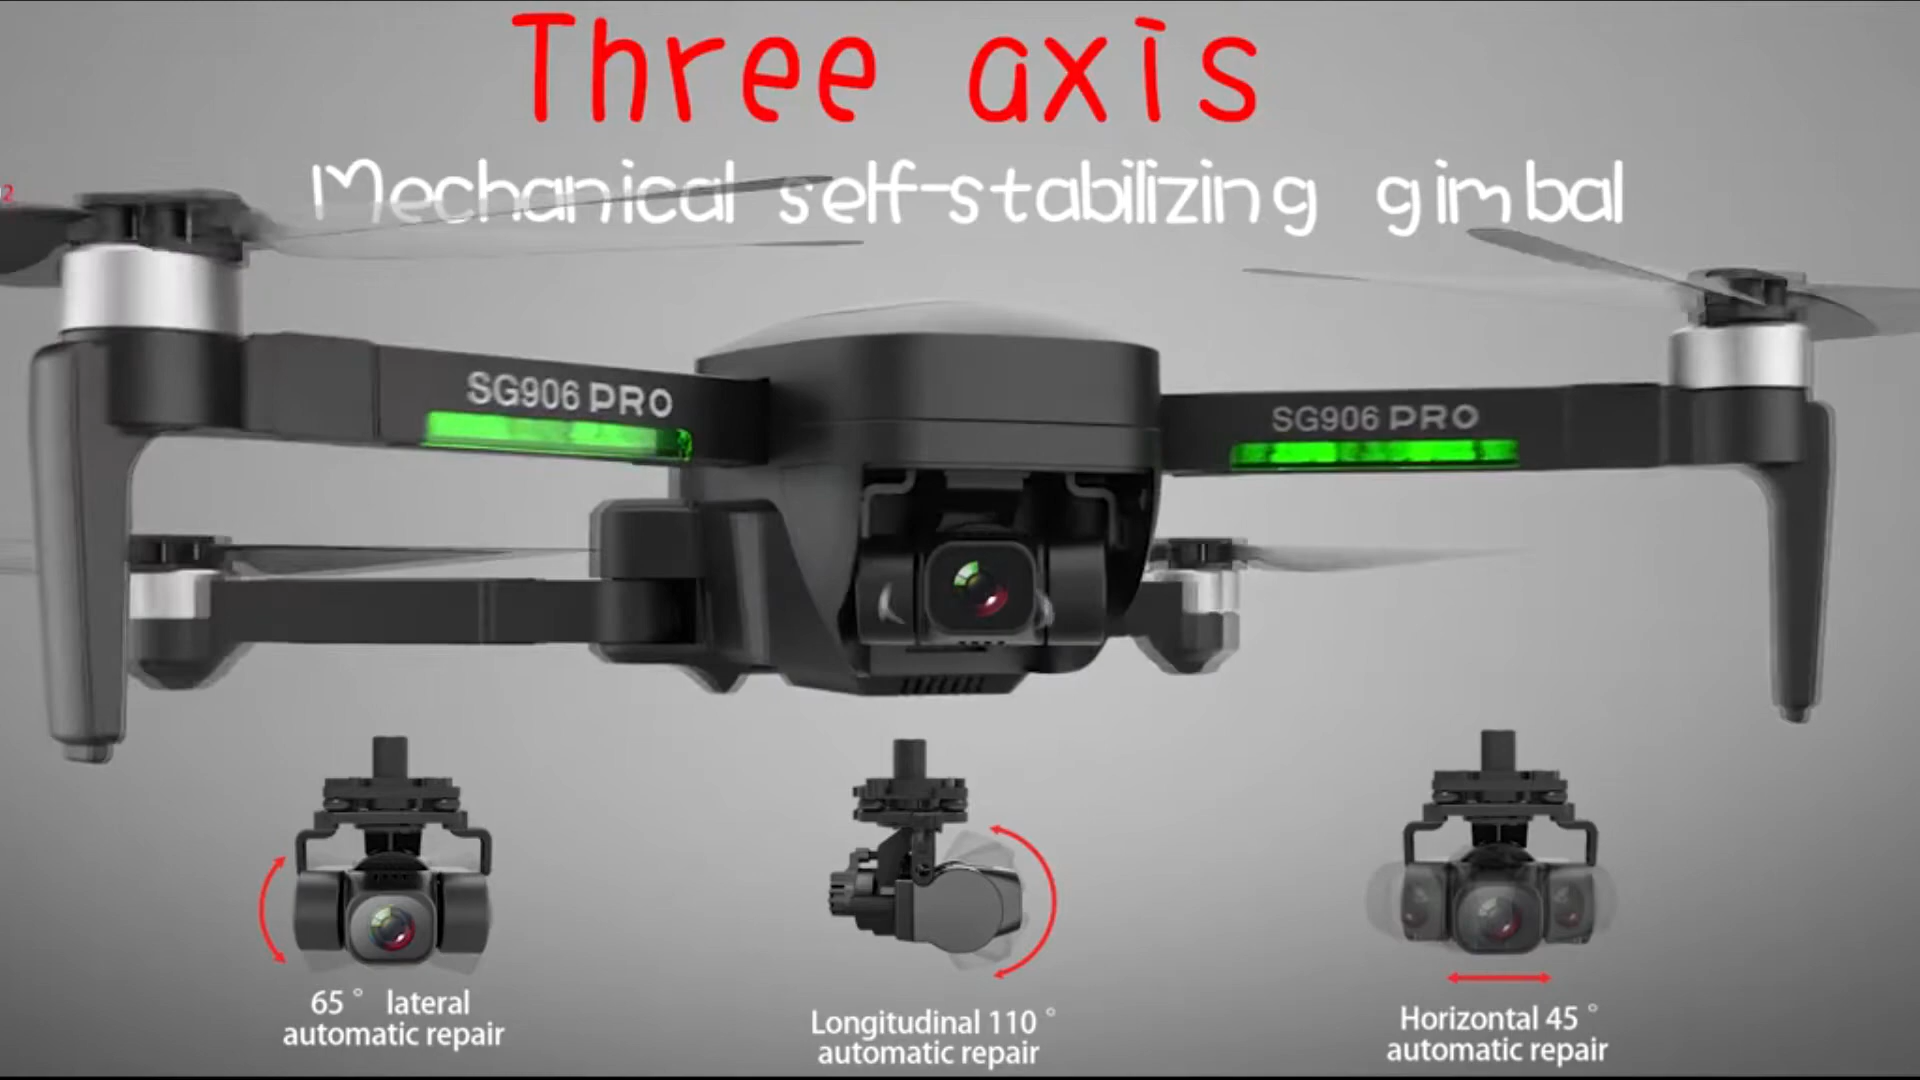 Three axis
Mechanical self-stabilizing gimbal
2
SG906 PRO
SG906 PRO
65° lateral
automatic repair
Longitudinal 110°
automatic repair
Horizontal 45°
automatic repair